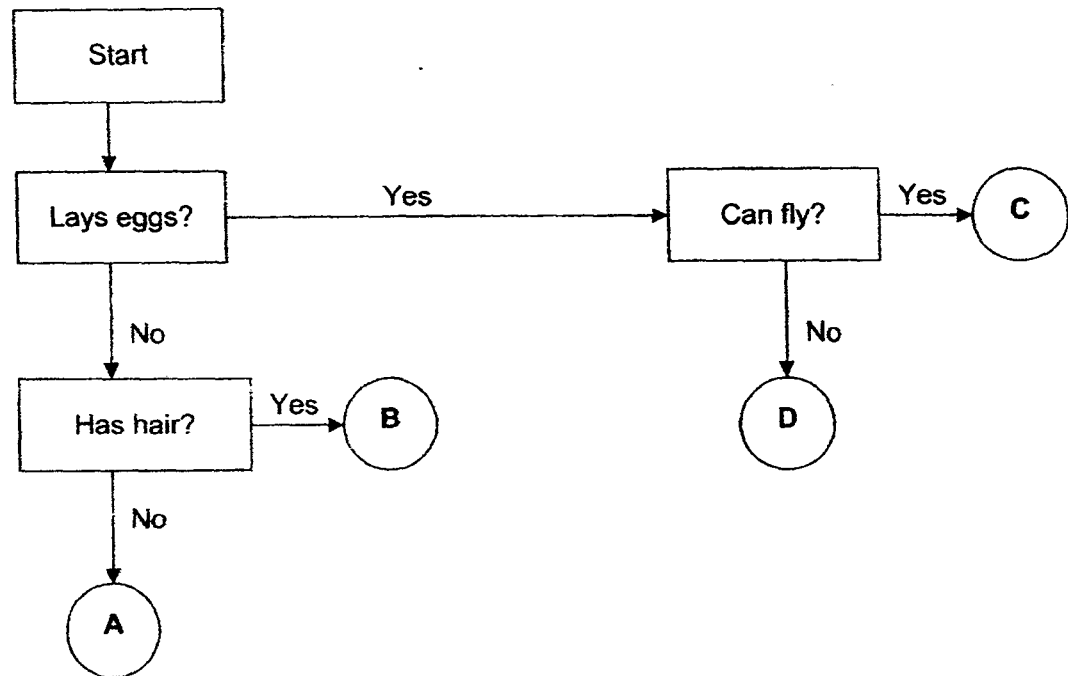 Start
Lays eggs?
Yes
Can fly?
Yes
C
No
No
Has hair?
Yes
B
D
No
A